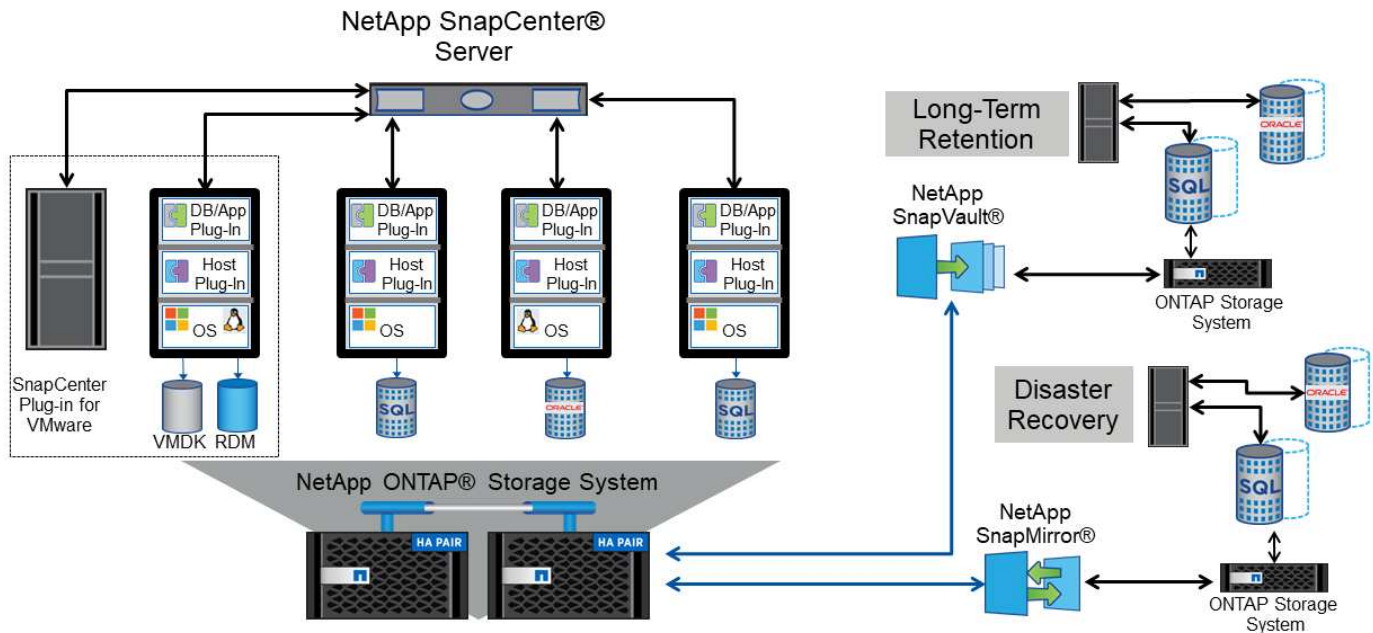 NetApp SnapCenter®
Server
Long-Term
Retention
ORACLE
SQL
NetApp
SnapVault®
ONTAP Storage
System
DB/App
Plug-In
Host
Plug-In
OS
DB/App
Plug-In
Host
Plug-In
OS
DB/App
Plug-In
Host
Plug-In
OS
DB/App
Plug-In
Host
Plug-In
OS
SnapCenter
Plug-in for
VMware
VMDK
RDM
SQL
ORACLE
SQL
Disaster
Recovery
ORACLE
SQL
NetApp ONTAP® Storage System
HA PAIR
HA PAIR
NetApp
SnapMirror®
ONTAP Storage
System